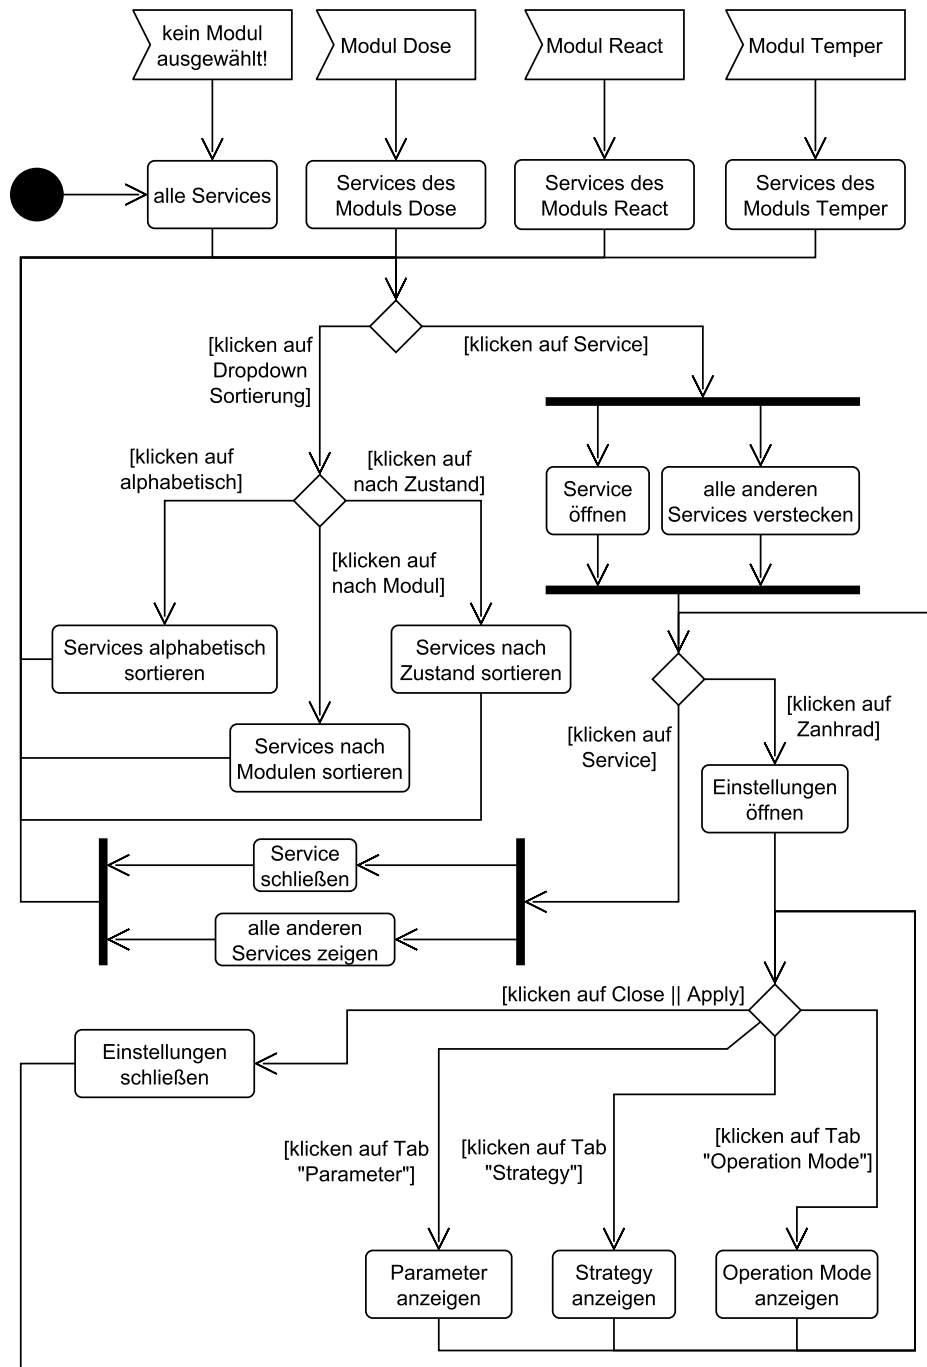 kein Modul
ausgewählt!
Modul Dose
Modul React
Modul Temper
alle Services
Services des
Moduls Dose
Services des
Moduls React
Services des
Moduls Temper
[klicken auf
Dropdown
Sortierung]
[klicken auf Service]
[klicken auf
alphabetisch]
[klicken auf
nach Zustand]
Service
öffnen
alle anderen
Services verstecken
[klicken auf
nach Modul]
Services alphabetisch
sortieren
Services nach
Zustand sortieren
[klicken auf
Zanhrad]
[klicken auf
Service]
Services nach
Modulen sortieren
Einstellungen
öffnen
Service
schließen
alle anderen
Services zeigen
[klicken auf Close || Apply]
Einstellungen
schließen
[klicken auf Tab
"Parameter"]
[klicken auf Tab
"Strategy"]
[klicken auf Tab
"Operation Mode"]
Parameter
anzeigen
Strategy
anzeigen
Operation Mode
anzeigen